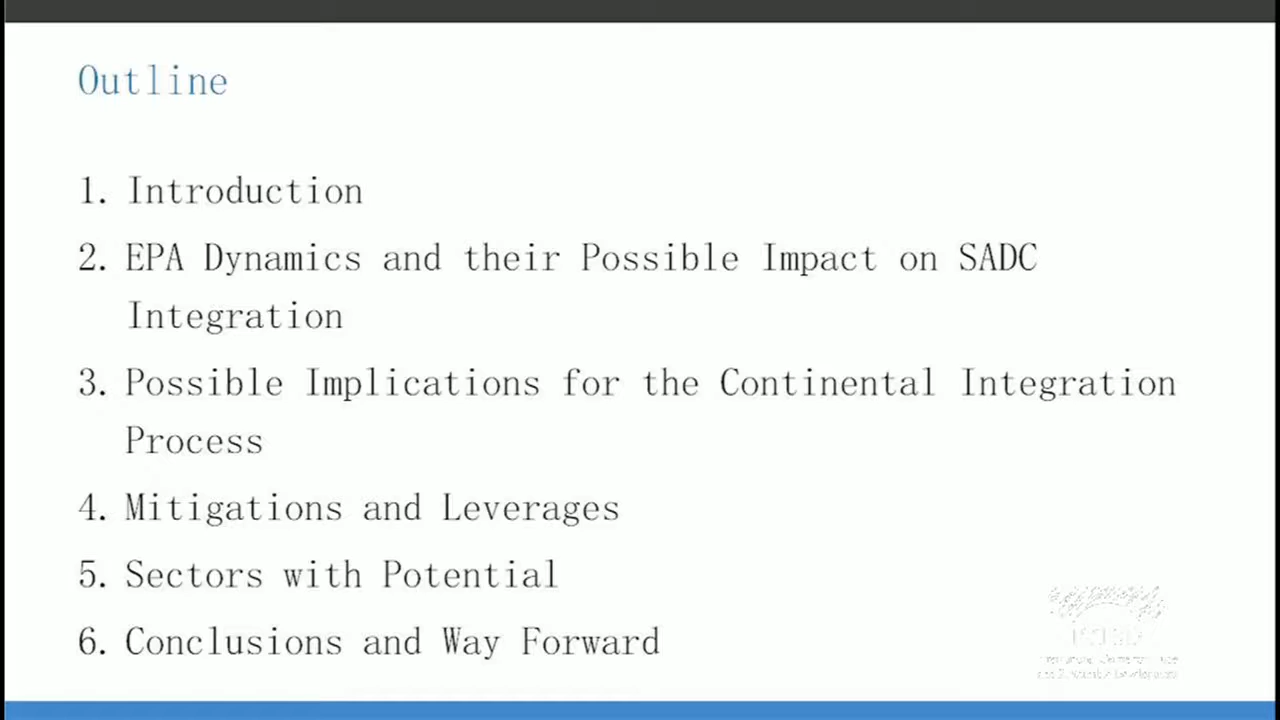 Outline
1. Introduction
2. EPA Dynamics and their Possible Impact on SADC
Integration
3. Possible Implications for the Continental Integration
Process
4. Mitigations and Leverages
5. Sectors with Potential
6. Conclusions and Way Forward